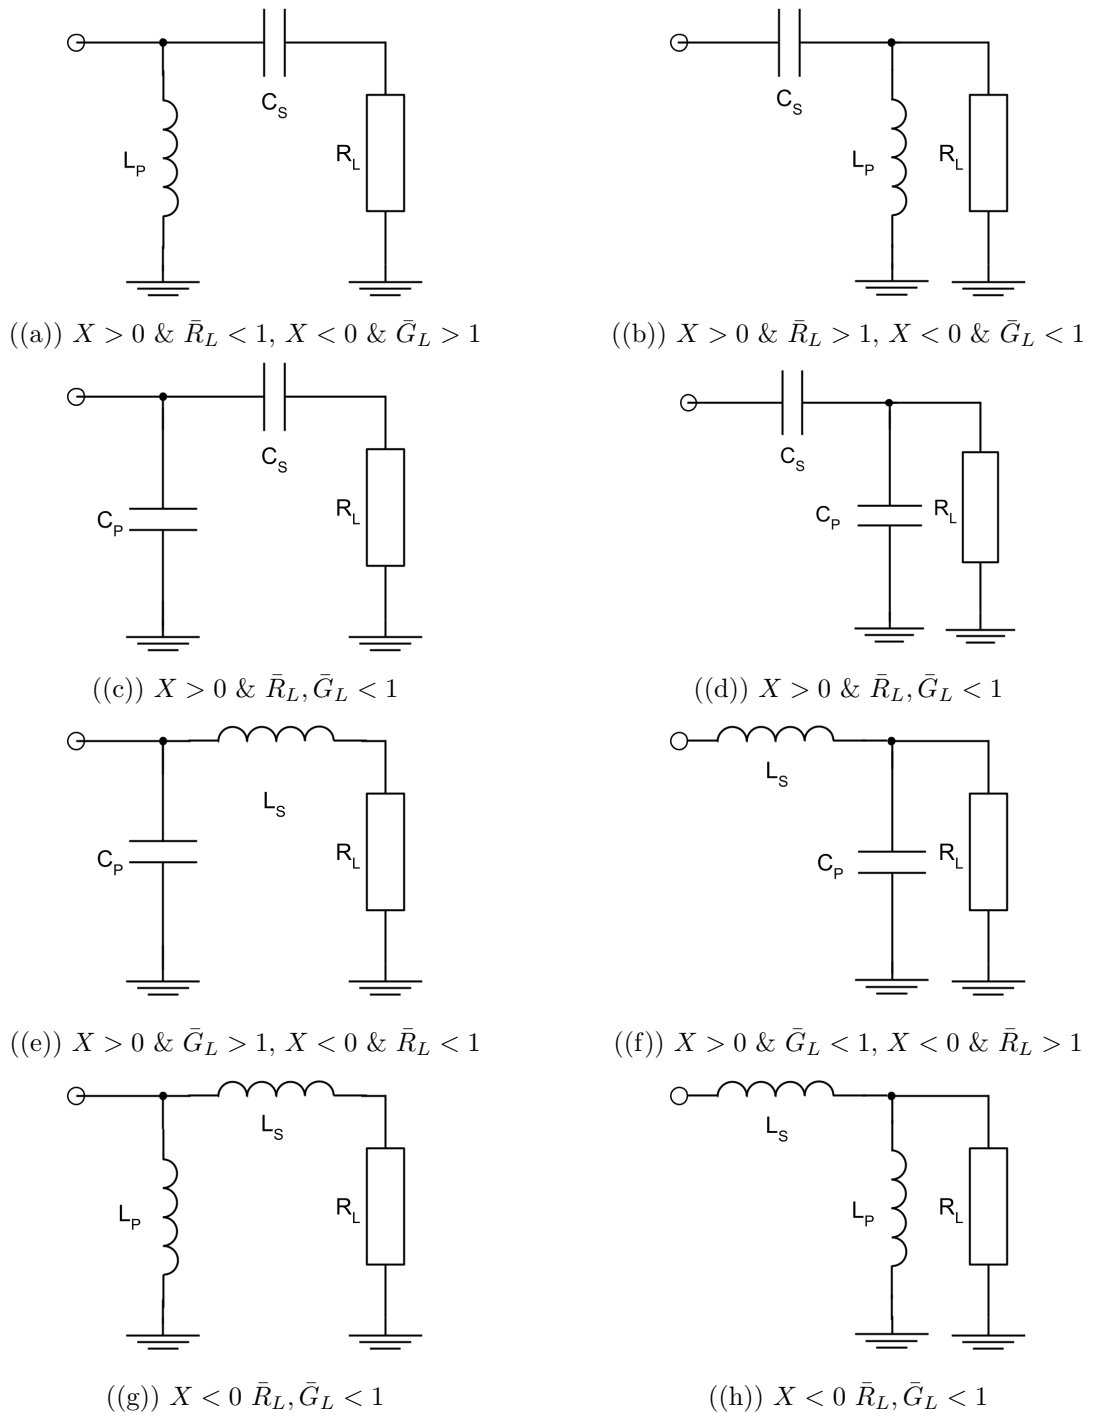 C_S C_S
L_P R_L L_P R_L
((a)) X > 0 & R̄_L < 1, X < 0 & Ḡ_L > 1 ((b)) X > 0 & R̄_L > 1, X < 0 & Ḡ_L < 1
C_S C_S
C_P R_L C_P R_L
((c)) X > 0 & R̄_L, Ḡ_L < 1 ((d)) X > 0 & R̄_L, Ḡ_L < 1
L_S L_S
C_P R_L C_P R_L
((e)) X > 0 & Ḡ_L > 1, X < 0 & R̄_L < 1 ((f)) X > 0 & Ḡ_L < 1, X < 0 & R̄_L > 1
L_S L_S
L_P R_L L_P R_L
((g)) X < 0 R̄_L, Ḡ_L < 1 ((h)) X < 0 R̄_L, Ḡ_L < 1